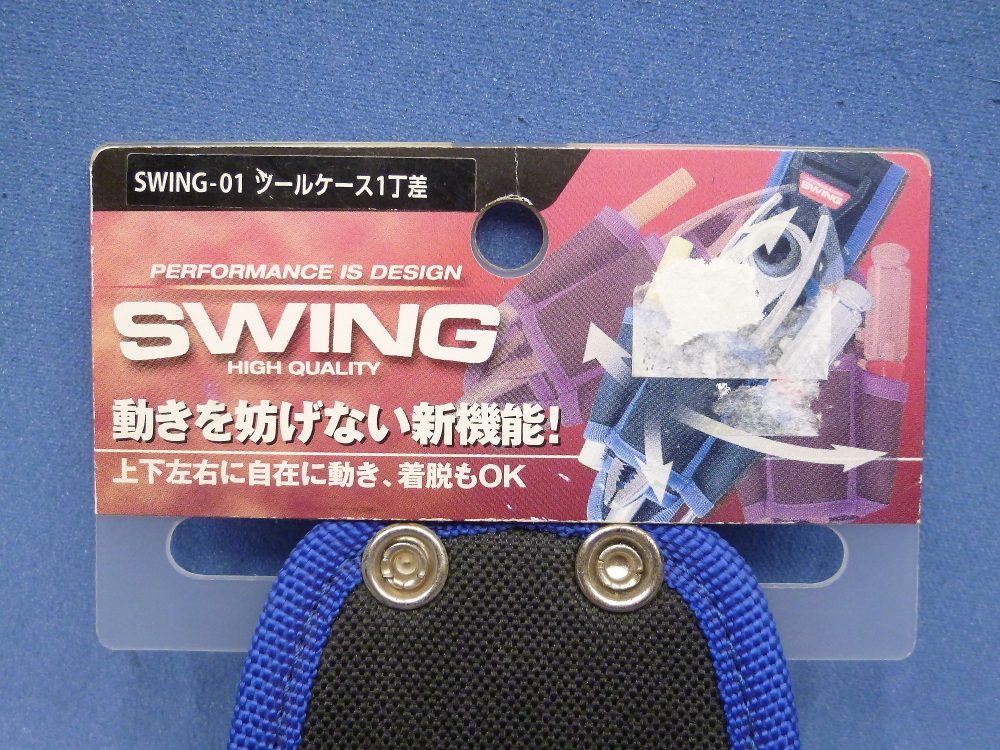 SWING-01 ツールケース1丁差
PERFORMANCE IS DESIGN
SWING
HIGH QUALITY
動きを妨げない新機能!
上下左右に自在に動き、着脱もOK
SWING